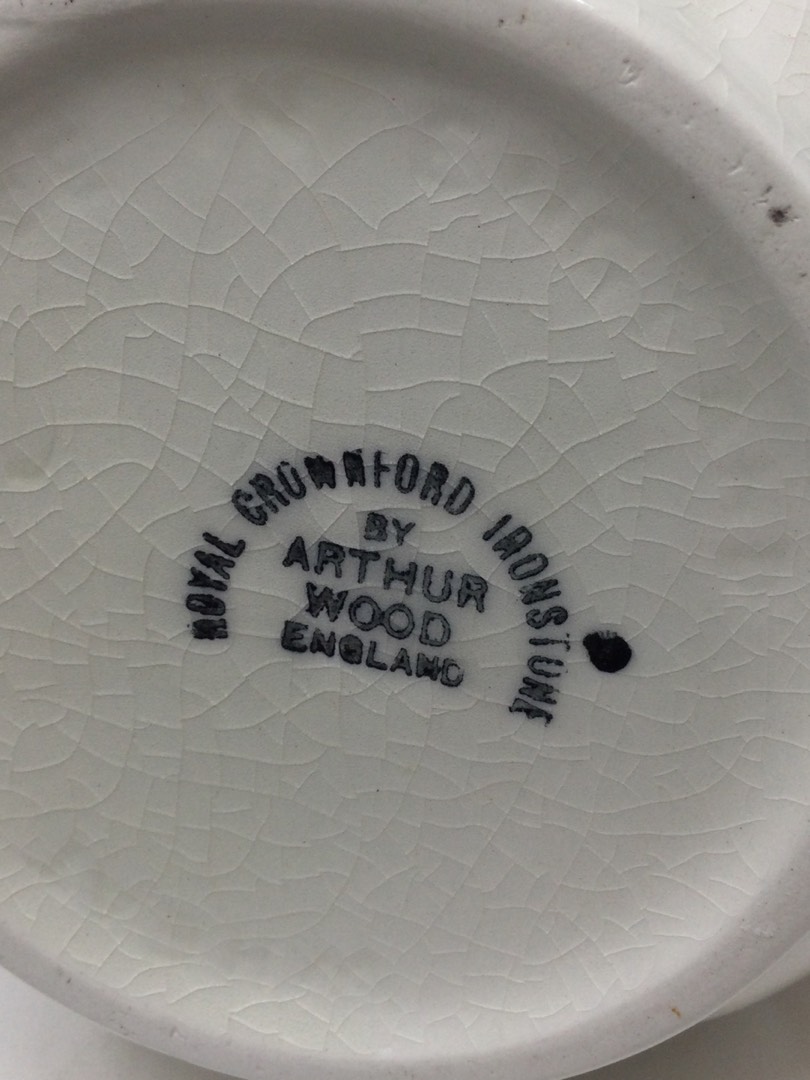 ROYAL CROWNFORD IRONSTONE
BY
ARTHUR
WOOD
ENGLAND